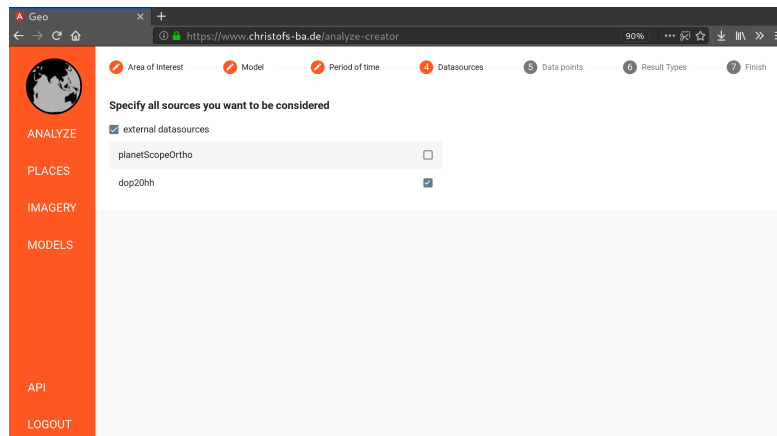 Geo
https://www.christofs-ba.de/analyze-creator
90%
Area of Interest
Model
Period of time
4 Datasources
5 Data points
6 Result Types
7 Finish
Specify all sources you want to be considered
external datasources
planetScopeOrtho
dop20hh
ANALYZE
PLACES
IMAGERY
MODELS
API
LOGOUT